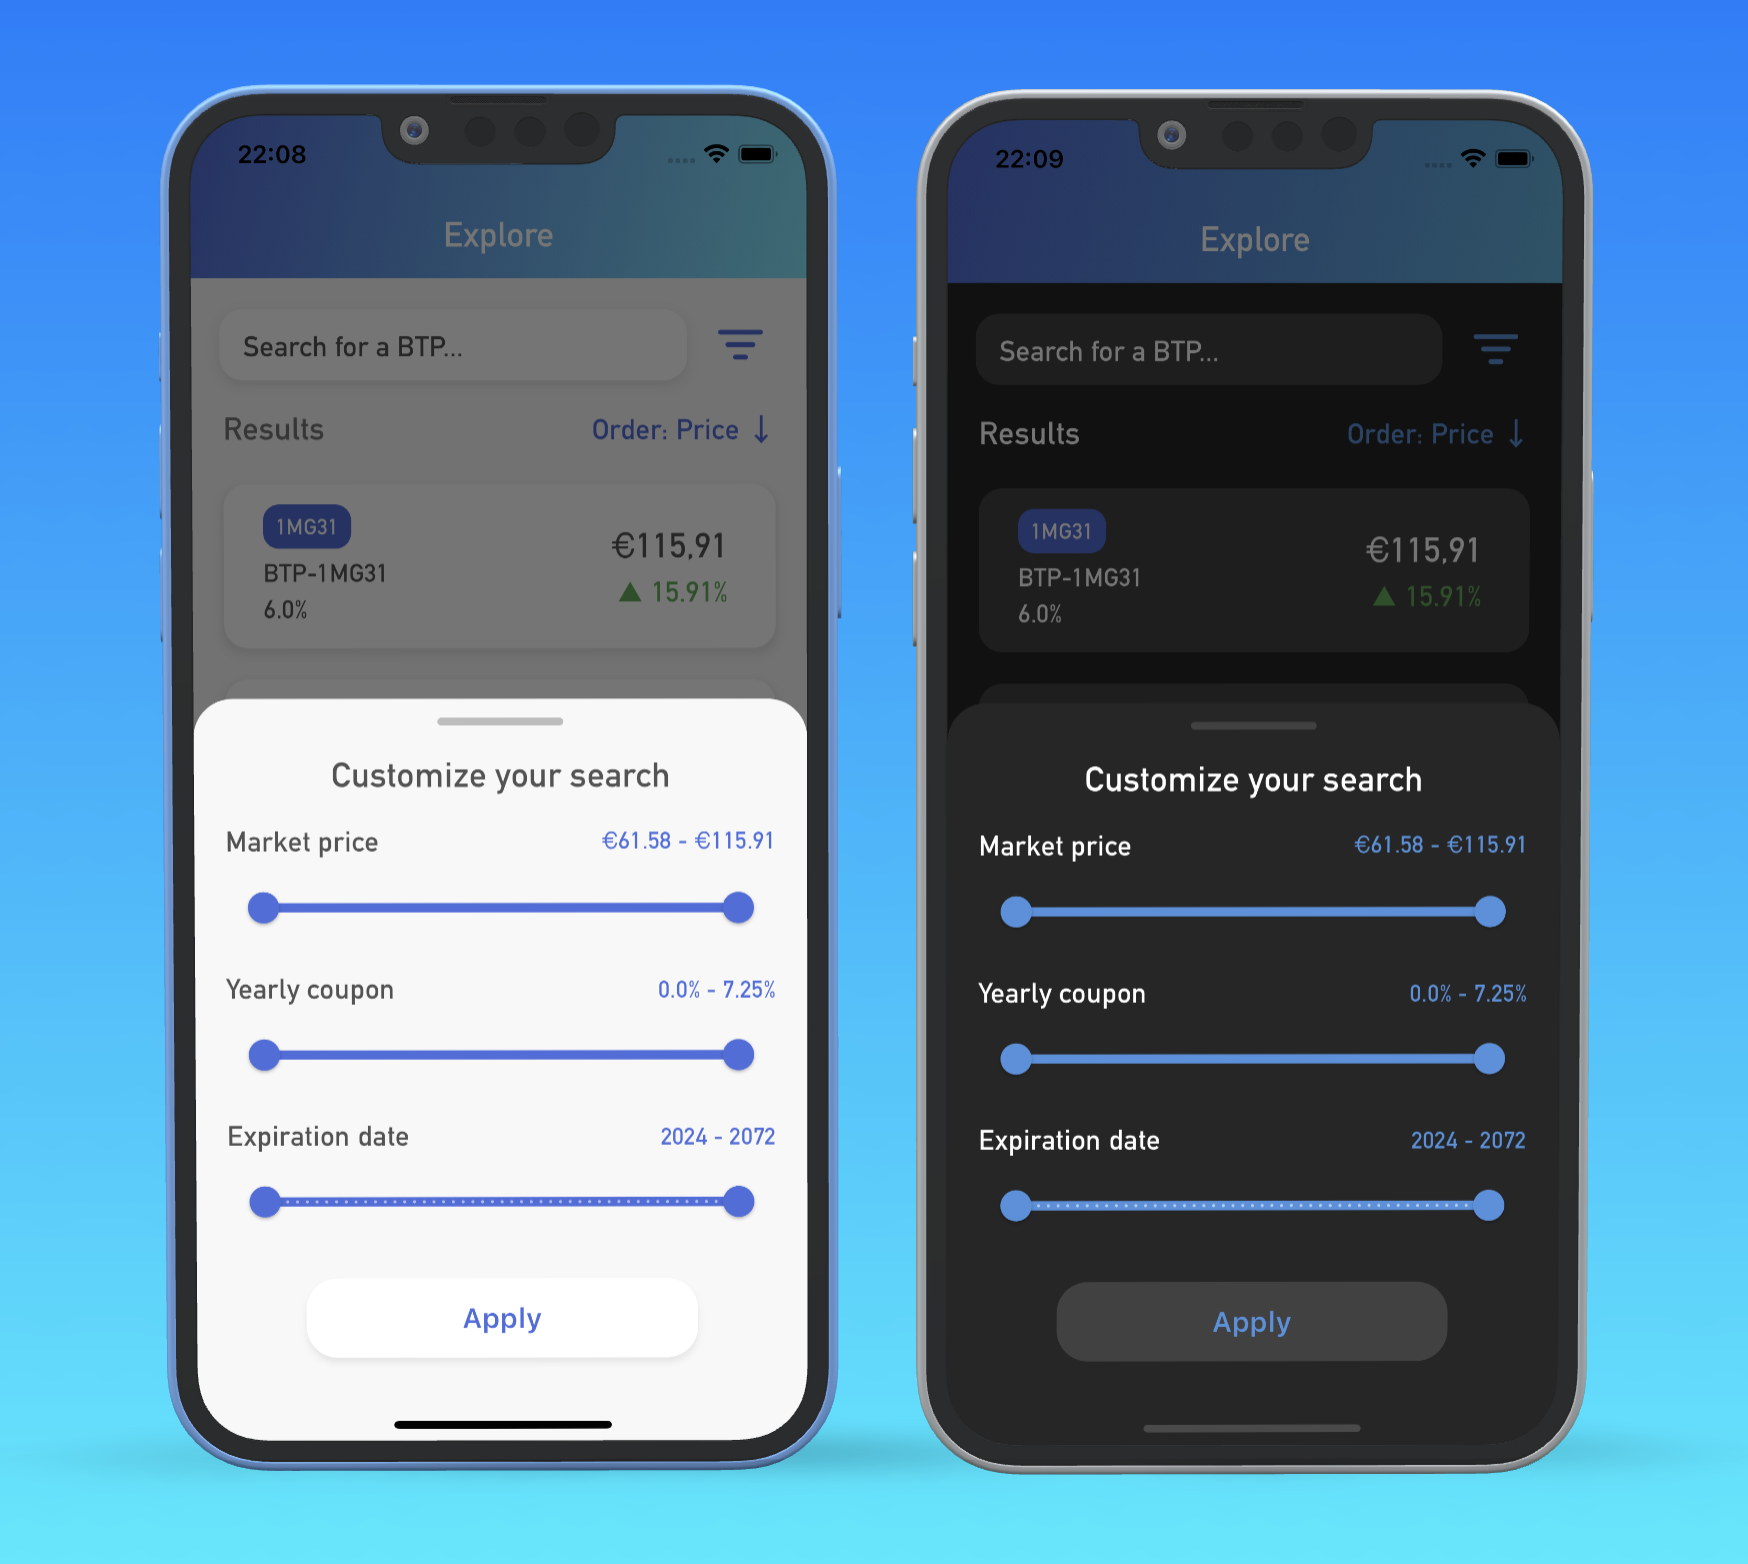 22:08
Explore
Search for a BTP...
Results
Order: Price ↓
1MG31
BTP-1MG31
6.0%
€115,91
▲ 15.91%
Customize your search
Market price
€61.58 - €115.91
Yearly coupon
0.0% - 7.25%
Expiration date
2024 - 2072
Apply
22:09
Explore
Search for a BTP...
Results
Order: Price ↓
1MG31
BTP-1MG31
6.0%
€115,91
▲ 15.91%
Customize your search
Market price
€61.58 - €115.91
Yearly coupon
0.0% - 7.25%
Expiration date
2024 - 2072
Apply